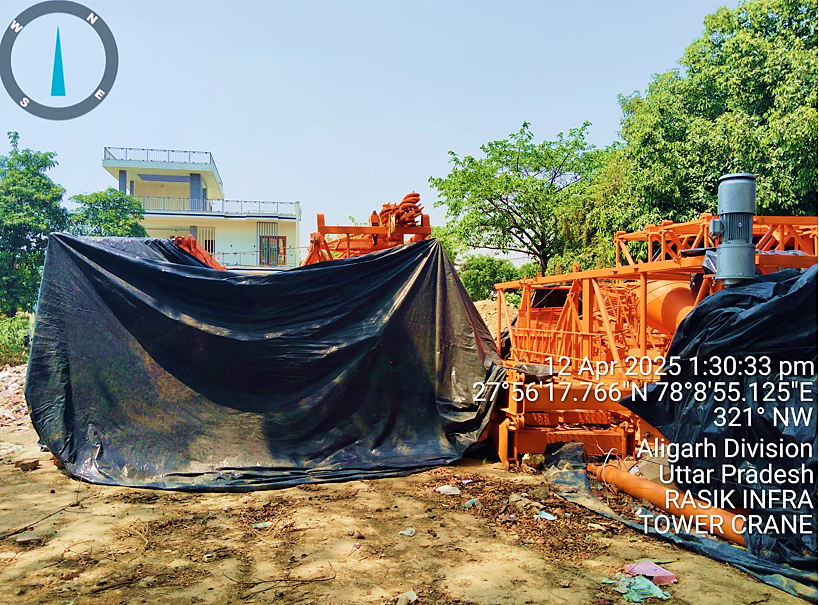 N
W
E
S
12 Apr 2025 1:30:33 pm
27°56'17.766"N 78°8'55.125"E
321° NW
Aligarh Division
Uttar Pradesh
RASIK INFRA
TOWER CRANE